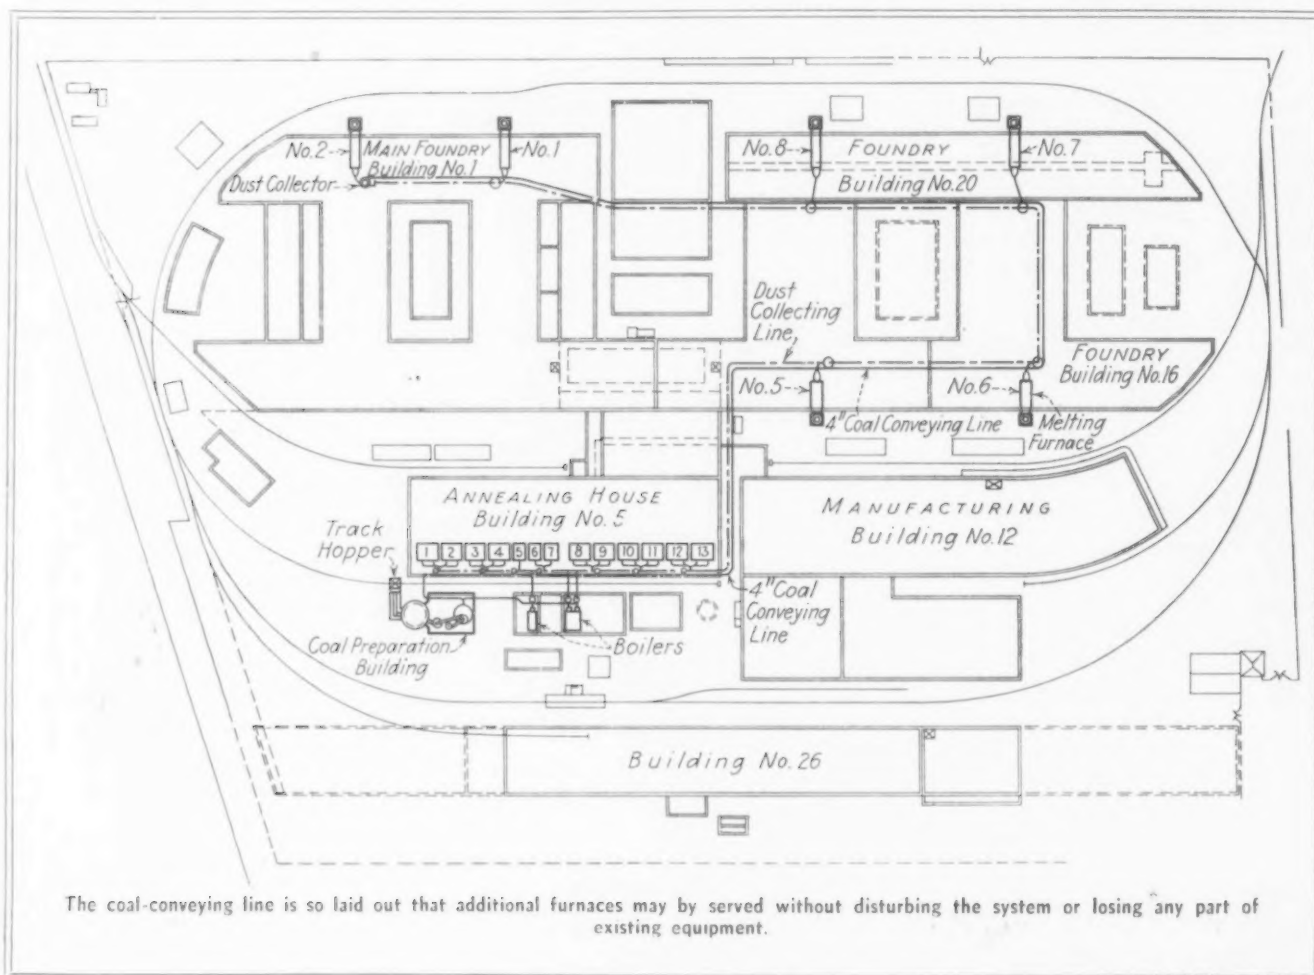 No.2
MAIN FOUNDRY
Building No.1
No.1
No.8
FOUNDRY
No.7
Dust Collector
Building No.20
Dust
Collecting
Line,
FOUNDRY
Building No.16
No.5
No.6
4" Coal Conveying Line
Melting
Furnace
ANNEALING HOUSE
Building No. 5
MANUFACTURING
Building No.12
Track
Hopper
1 2 3 4 5 6 7 8 9 10 11 12 13
4" Coal
Conveying
Line
Coal Preparation
Building
Boilers
Building No. 26
The coal-conveying line is so laid out that additional furnaces may by served without disturbing the system or losing any part of
existing equipment.